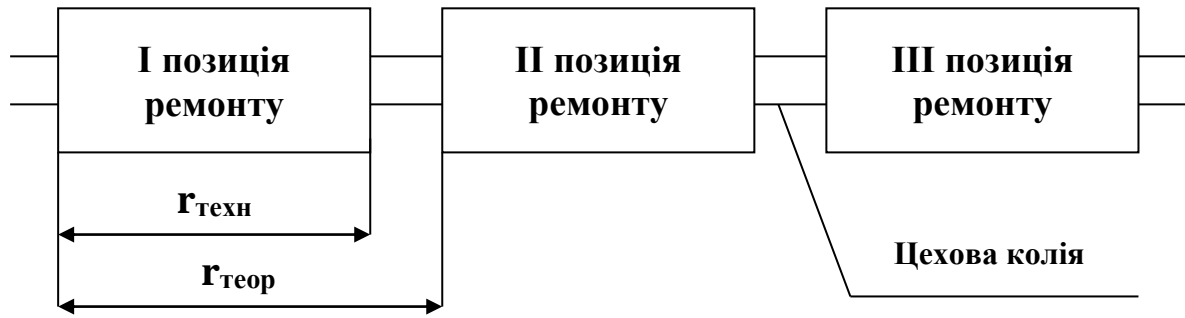 I позиція
ремонту
II позиція
ремонту
III позиція
ремонту
rтехн
rтеор
Цехова колія